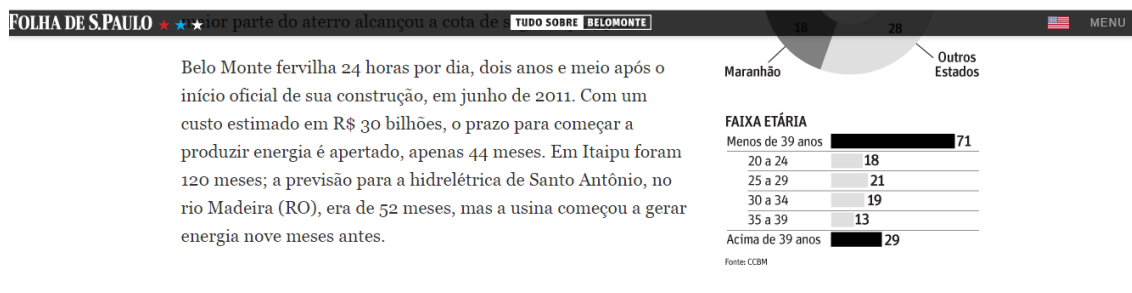 FOLHA DE S.PAULO
TUDO SOBRE BELOMONTE
MENU
maior parte do aterro alcançou a cota de
Belo Monte fervilha 24 horas por dia, dois anos e meio após o
início oficial de sua construção, em junho de 2011. Com um
custo estimado em R$ 30 bilhões, o prazo para começar a
produzir energia é apertado, apenas 44 meses. Em Itaipu foram
120 meses; a previsão para a hidrelétrica de Santo Antônio, no
rio Madeira (RO), era de 52 meses, mas a usina começou a gerar
energia nove meses antes.
18
28
Maranhão
Outros
Estados
FAIXA ETÁRIA
Menos de 39 anos 71
20 a 24 18
25 a 29 21
30 a 34 19
35 a 39 13
Acima de 39 anos 29
Fonte: CCBM